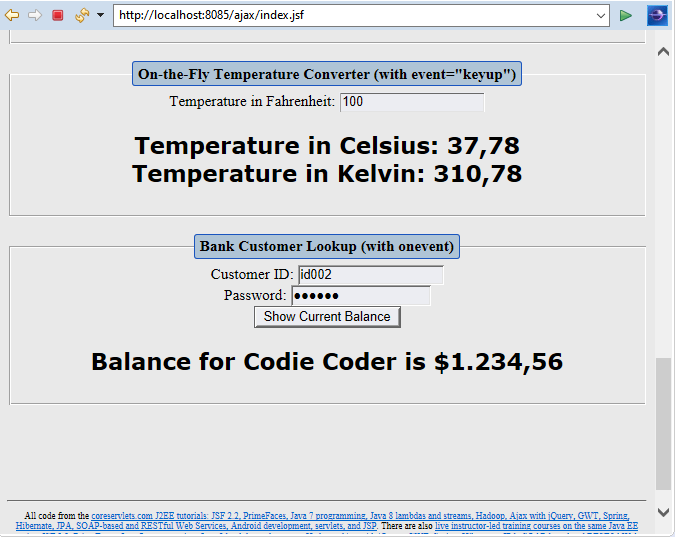 http://localhost:8085/ajax/index.jsf
On-the-Fly Temperature Converter (with event="keyup")
Temperature in Fahrenheit: 100
Temperature in Celsius: 37,78
Temperature in Kelvin: 310,78
Bank Customer Lookup (with onevent)
Customer ID: id002
Password: ●●●●●●
Show Current Balance
Balance for Codie Coder is $1.234,56
All code from the coreservlets.com J2EE tutorials: JSF 2.2, PrimeFaces, Java 7 programming, Java 8 lambdas and streams, Hadoop, Ajax with jQuery, GWT, Spring,
Hibernate, JPA, SOAP-based and RESTful Web Services, Android development, servlets, and JSP. There are also live instructor-led training courses on the same Java EE